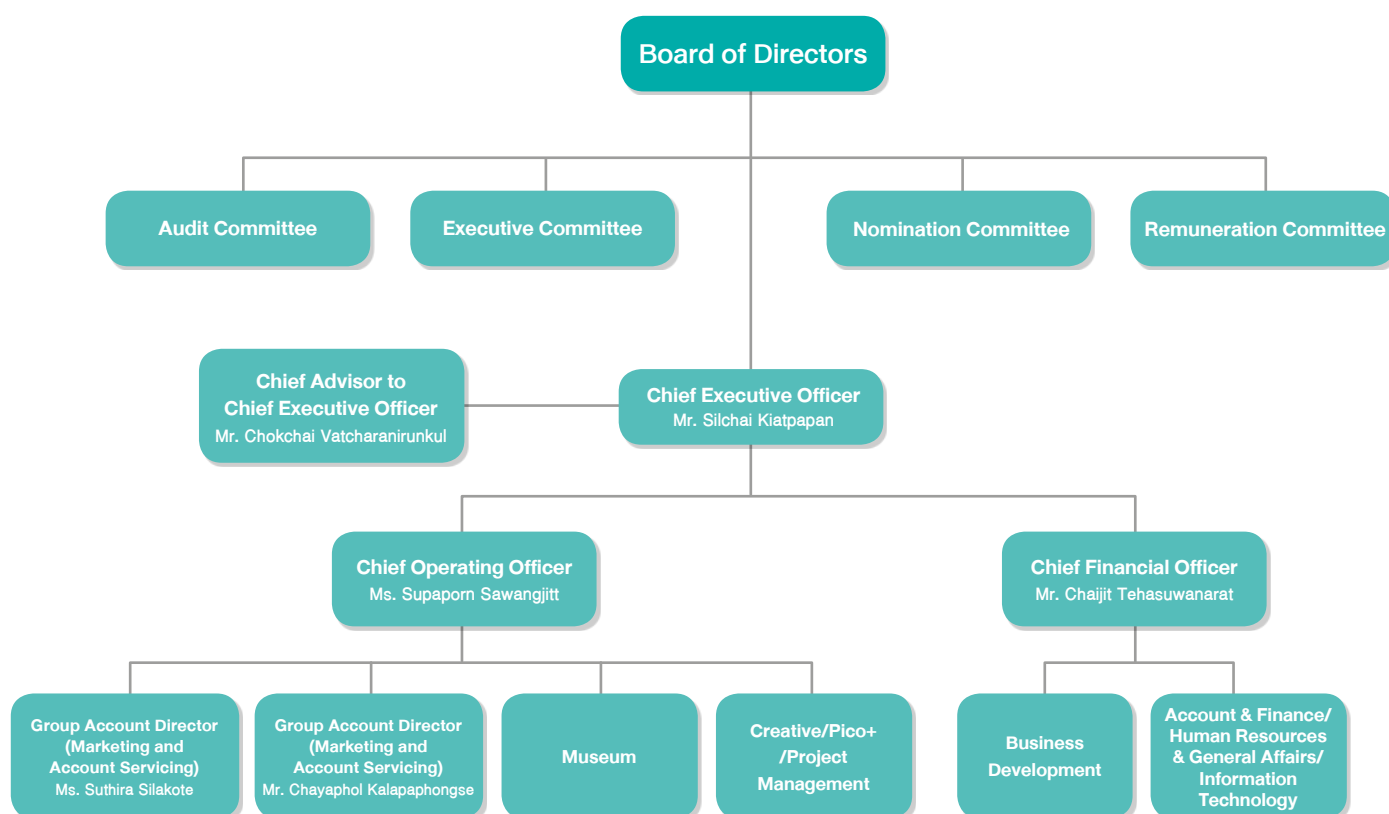 Board of Directors
Audit Committee
Executive Committee
Nomination Committee
Remuneration Committee
Chief Advisor to
Chief Executive Officer
Mr. Chokchai Vatcharanirunkul
Chief Executive Officer
Mr. Silchai Kiatpapan
Chief Operating Officer
Ms. Supaporn Sawangjitt
Chief Financial Officer
Mr. Chaijit Tehasuwanarat
Group Account Director
(Marketing and
Account Servicing)
Ms. Suthira Silakote
Group Account Director
(Marketing and
Account Servicing)
Mr. Chayaphol Kalapaphongse
Museum
Creative/Pico+
/Project
Management
Business
Development
Account & Finance/
Human Resources
& General Affairs/
Information
Technology